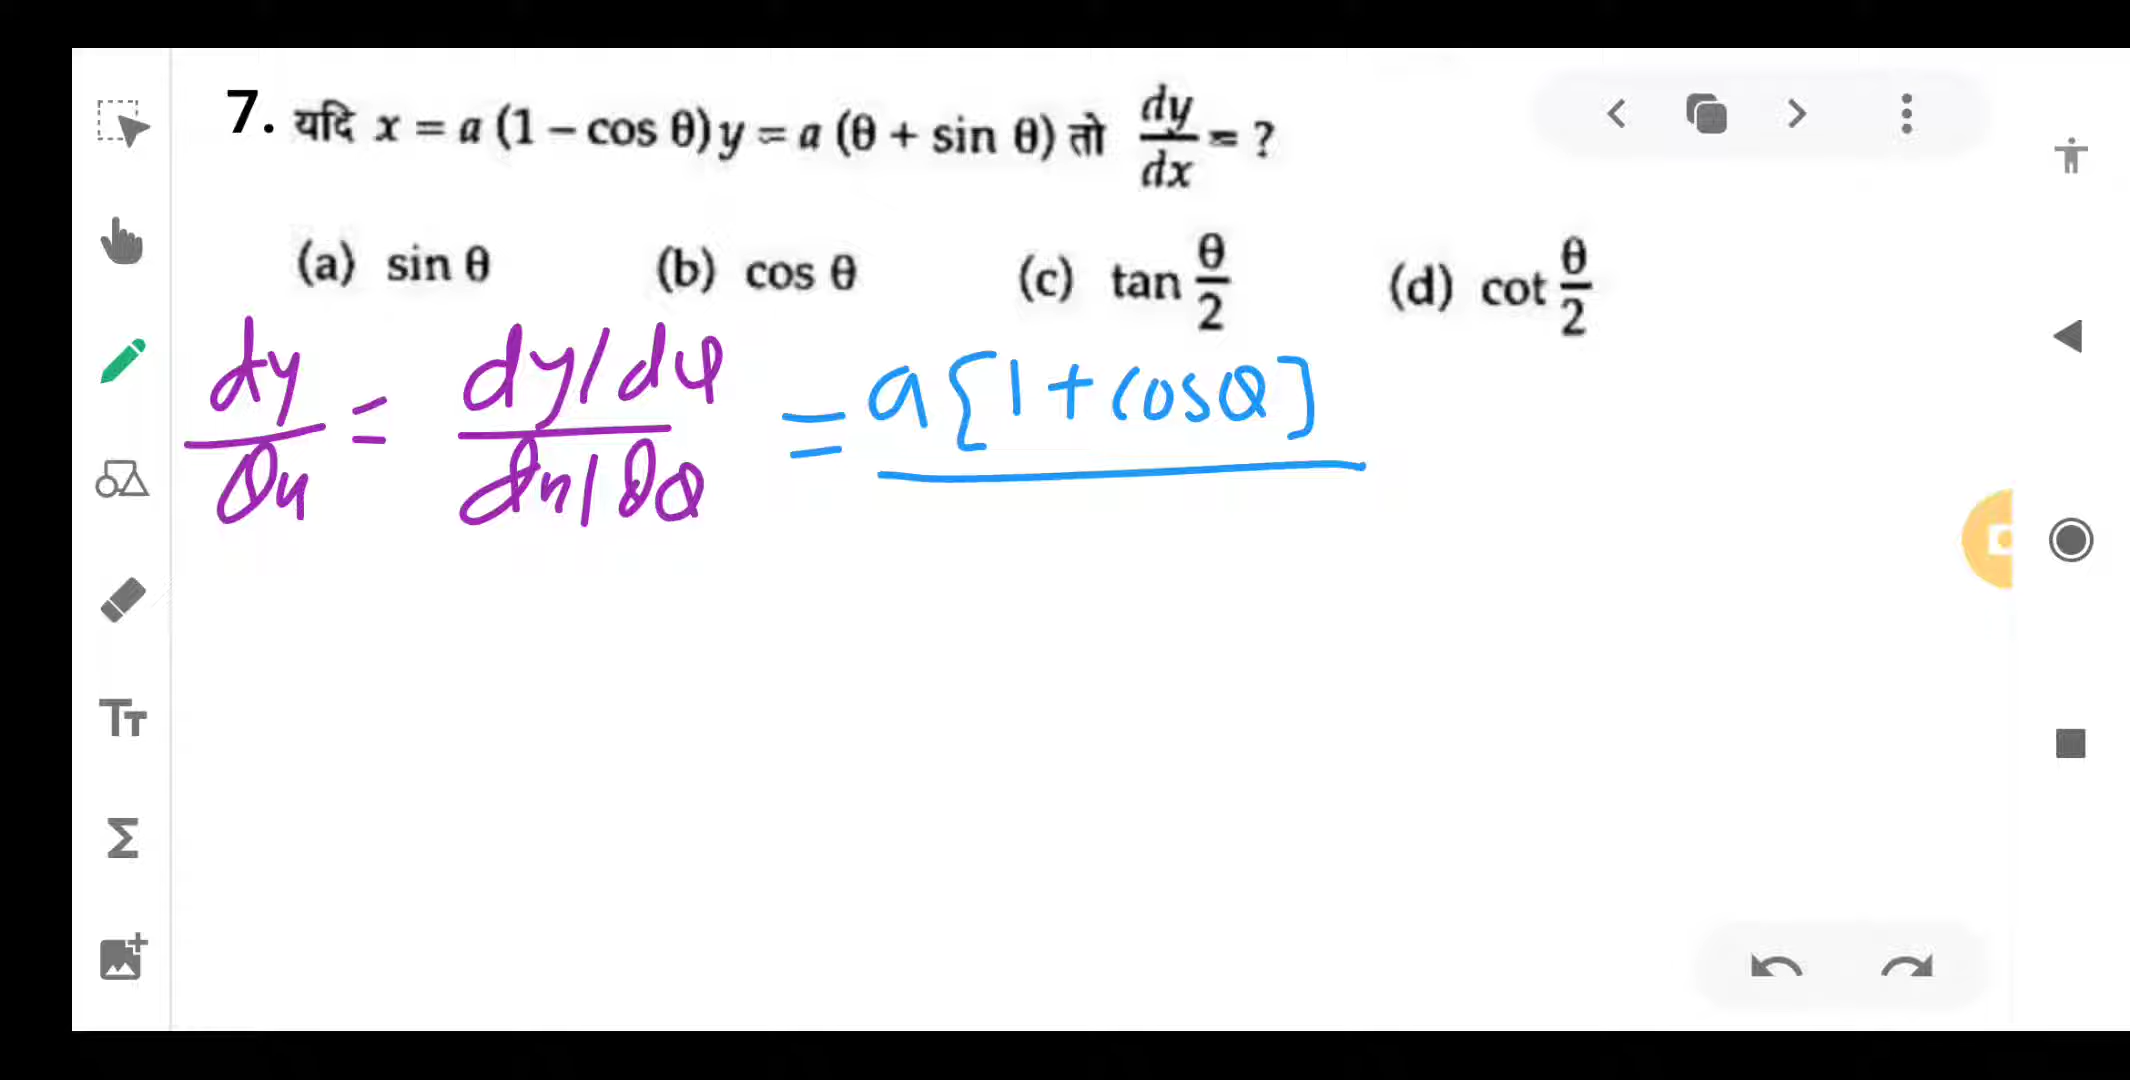 7. यदि x = a (1 – cos θ) y = a (θ + sin θ) तो dy/dx = ?
(a) sin θ (b) cos θ (c) tan θ/2 (d) cot θ/2
dy/dx = dy/dθ / dx/dθ = a[1+cosθ]
Tт
Σ